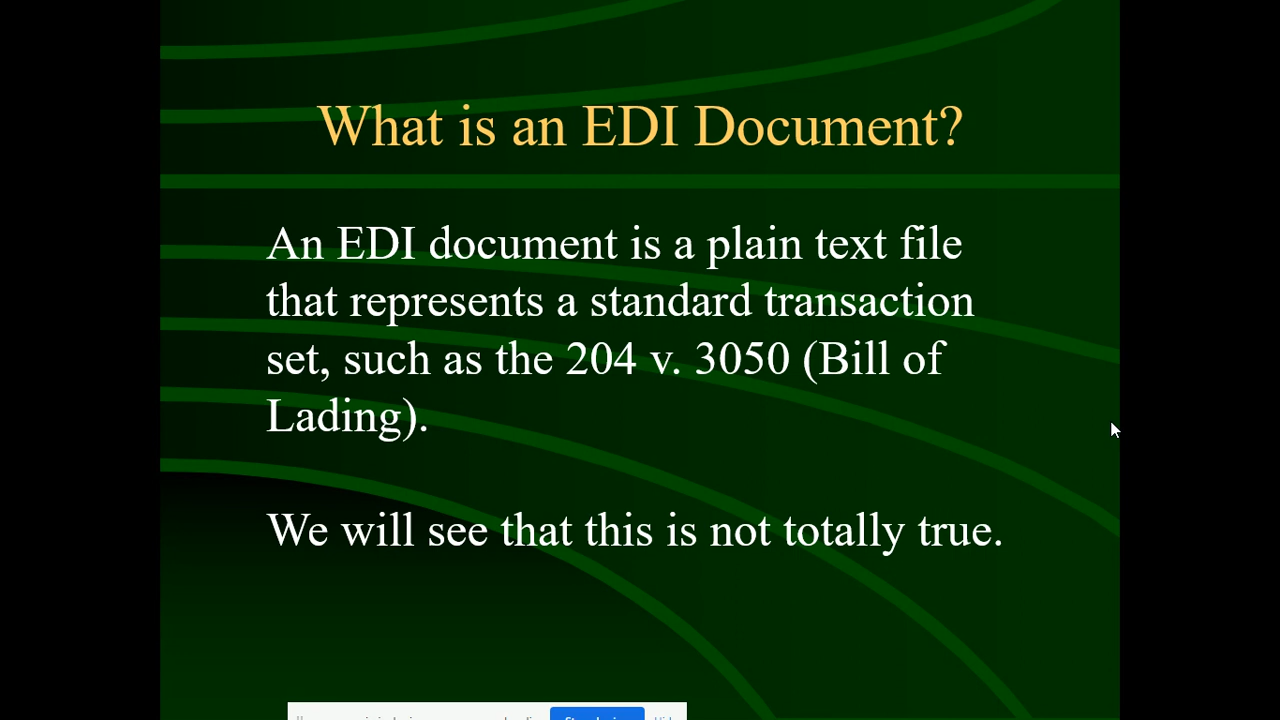 What is an EDI Document?
An EDI document is a plain text file
that represents a standard transaction
set, such as the 204 v. 3050 (Bill of
Lading).
We will see that this is not totally true.